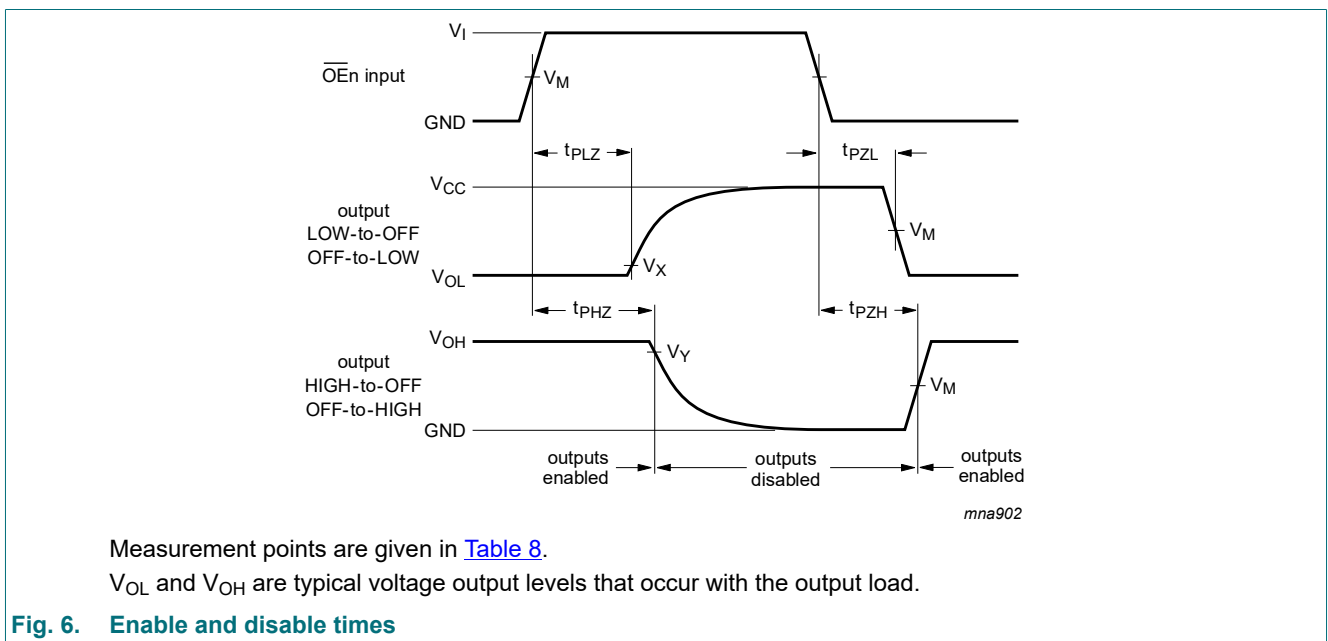 V_I
O̅E̅n input
V_M
GND
t_PLZ
t_PZL
V_CC
output
LOW-to-OFF
OFF-to-LOW
V_M
V_X
V_OL
t_PHZ
t_PZH
V_OH
output
HIGH-to-OFF
OFF-to-HIGH
V_Y
V_M
GND
outputs
enabled
outputs
disabled
outputs
enabled
mna902
Measurement points are given in Table 8.
V_OL and V_OH are typical voltage output levels that occur with the output load.
Fig. 6. Enable and disable times